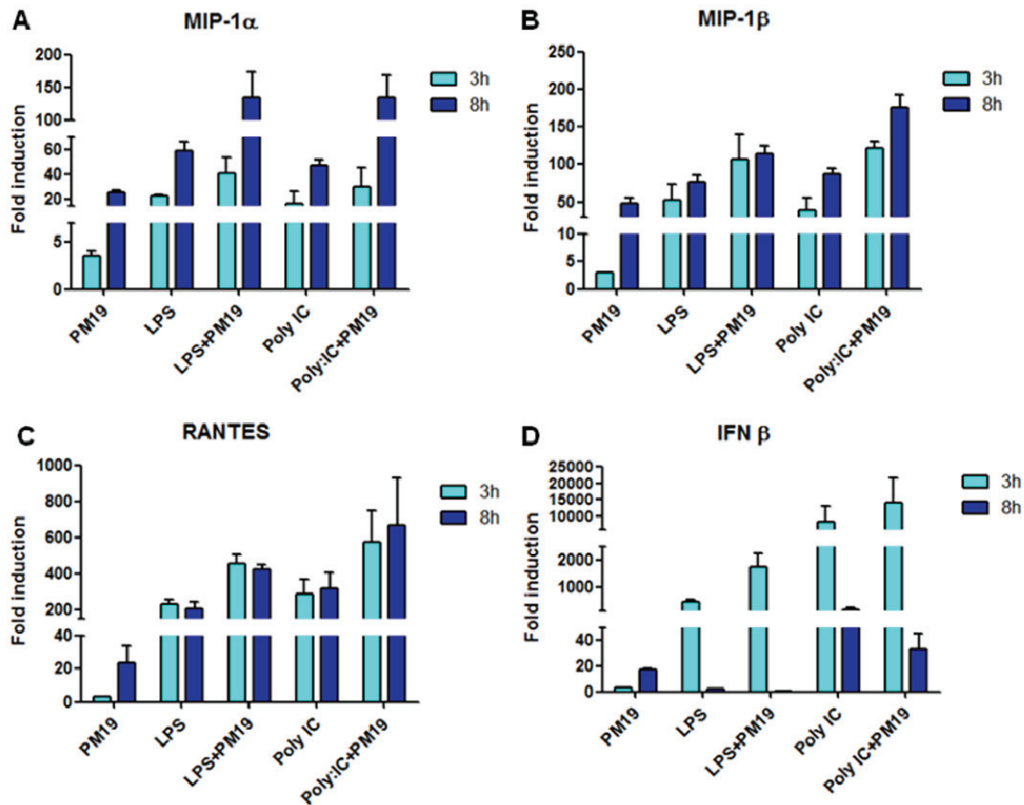 A
MIP-1α
Fold induction
200
150
100
60
40
20
5
0
PM19
LPS
LPS+PM19
Poly IC
Poly:IC+PM19
3h
8h
B
MIP-1β
Fold induction
250
200
150
100
50
10
5
0
PM19
LPS
LPS+PM19
Poly IC
Poly:IC+PM19
3h
8h
C
RANTES
Fold induction
1000
800
600
400
200
40
20
0
PM19
LPS
LPS+PM19
Poly IC
Poly:IC+PM19
3h
8h
D
IFN β
Fold induction
25000
20000
15000
10000
2000
1000
40
20
0
PM19
LPS
LPS+PM19
Poly IC
Poly IC+PM19
3h
8h